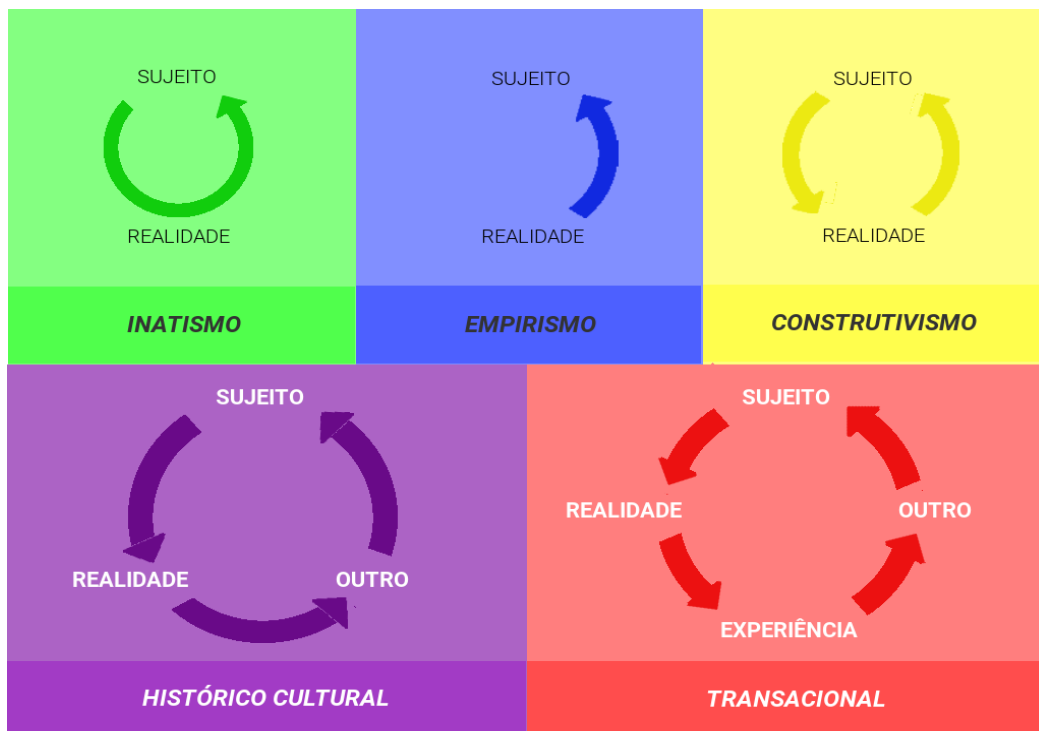 SUJEITO
REALIDADE
INATISMO
SUJEITO
REALIDADE
EMPIRISMO
SUJEITO
REALIDADE
CONSTRUTIVISMO
SUJEITO
REALIDADE
OUTRO
HISTÓRICO CULTURAL
SUJEITO
REALIDADE
OUTRO
EXPERIÊNCIA
TRANSACIONAL